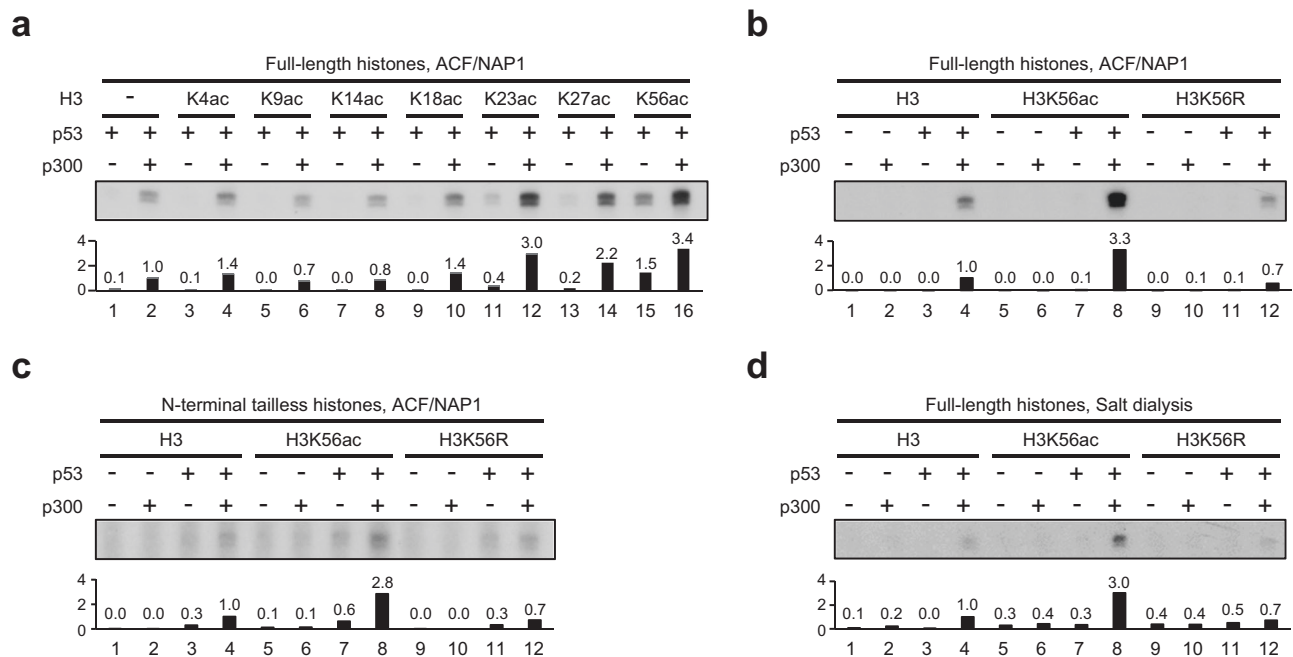 a
Full-length histones, ACF/NAP1
H3 - K4ac K9ac K14ac K18ac K23ac K27ac K56ac
p53 + + + + + + + + + + + + + + + +
p300 - + - + - + - + - + - + - + - +
4
2
0
0.1 1.0 0.1 1.4 0.0 0.7 0.0 0.8 0.0 1.4 0.4 3.0 0.2 2.2 1.5 3.4
1 2 3 4 5 6 7 8 9 10 11 12 13 14 15 16
b
Full-length histones, ACF/NAP1
H3 H3K56ac H3K56R
p53 - - + + - - + + - - + +
p300 - + - + - + - + - + - +
4
2
0
0.0 0.0 0.0 1.0 0.0 0.0 0.1 3.3 0.0 0.1 0.1 0.7
1 2 3 4 5 6 7 8 9 10 11 12
c
N-terminal tailless histones, ACF/NAP1
H3 H3K56ac H3K56R
p53 - - + + - - + + - - + +
p300 - + - + - + - + - + - +
4
2
0
0.0 0.0 0.3 1.0 0.1 0.1 0.6 2.8 0.0 0.0 0.3 0.7
1 2 3 4 5 6 7 8 9 10 11 12
d
Full-length histones, Salt dialysis
H3 H3K56ac H3K56R
p53 - - + + - - + + - - + +
p300 - + - + - + - + - + - +
4
2
0
0.1 0.2 0.0 1.0 0.3 0.4 0.3 3.0 0.4 0.4 0.5 0.7
1 2 3 4 5 6 7 8 9 10 11 12